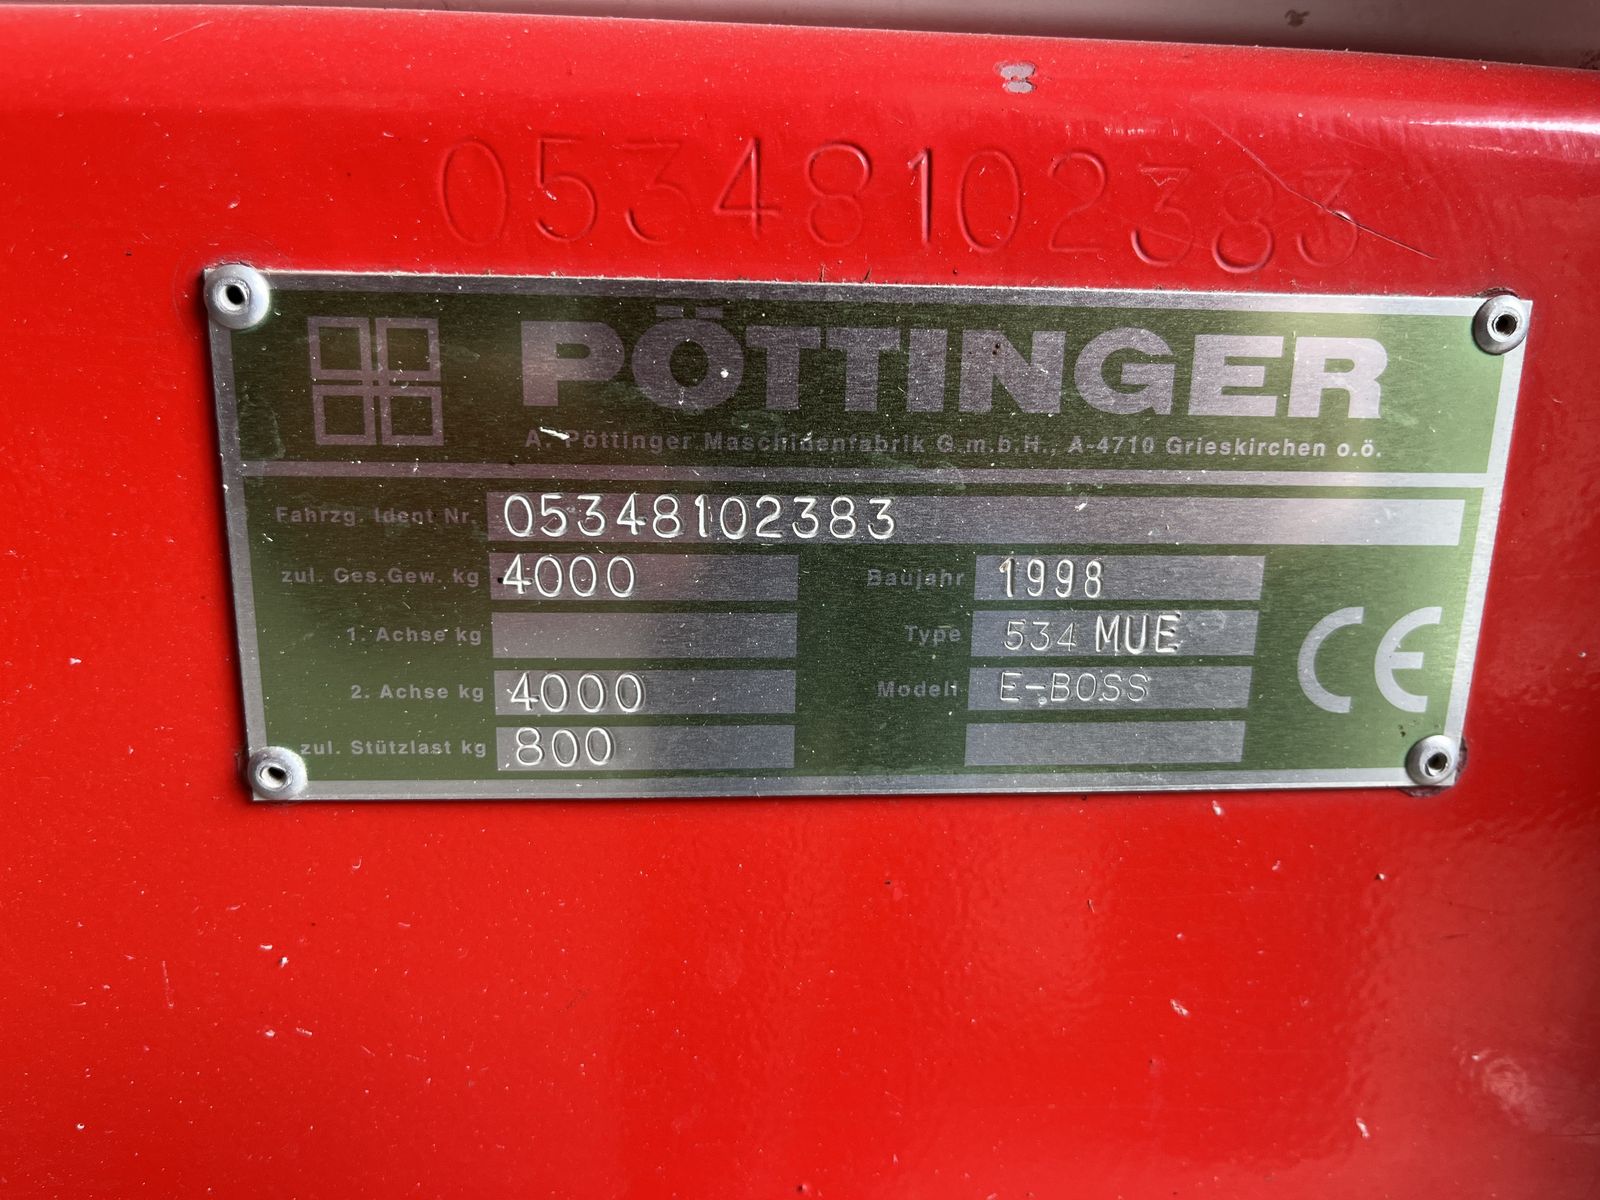 05348102383
PÖTTINGER
A. Pöttinger Maschinenfabrik G.m.b.H., A-4710 Grieskirchen o.ö.
Fahrzg. Ident Nr. 05348102383
zul. Ges.Gew. kg 4000 Baujahr 1998
1. Achse kg Type 534 MUE
2. Achse kg 4000 Modell E-BOSS
zul. Stützlast kg 800
CE